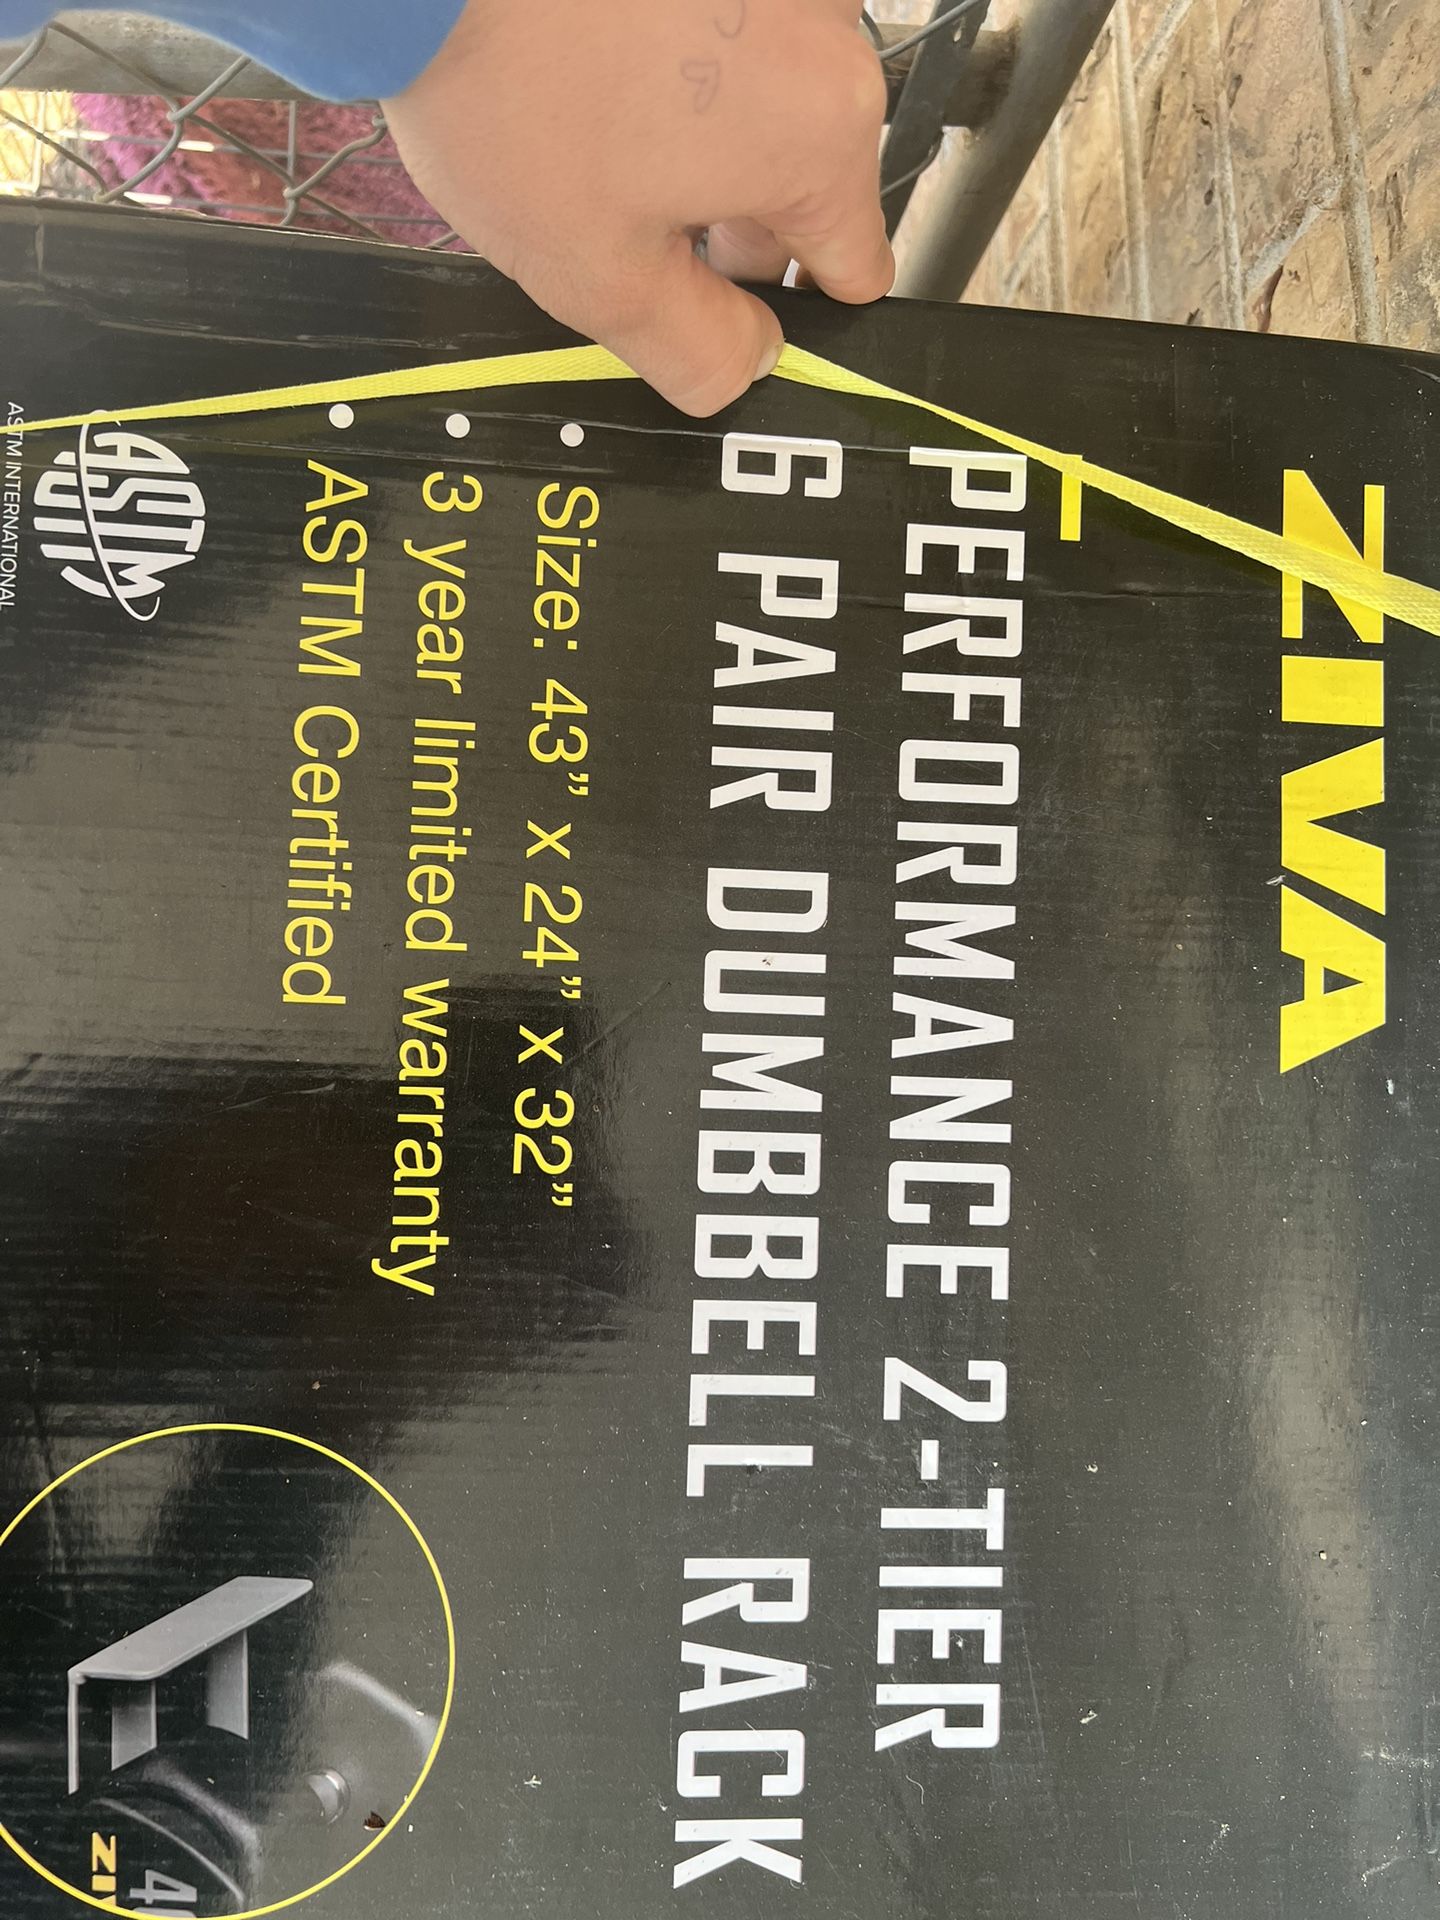 ZIVA
PERFORMANCE 2-TIER
6 PAIR DUMBBELL RACK
• Size: 43” x 24” x 32”
• 3 year limited warranty
• ASTM Certified
ASTM
ASTM INTERNATIONAL